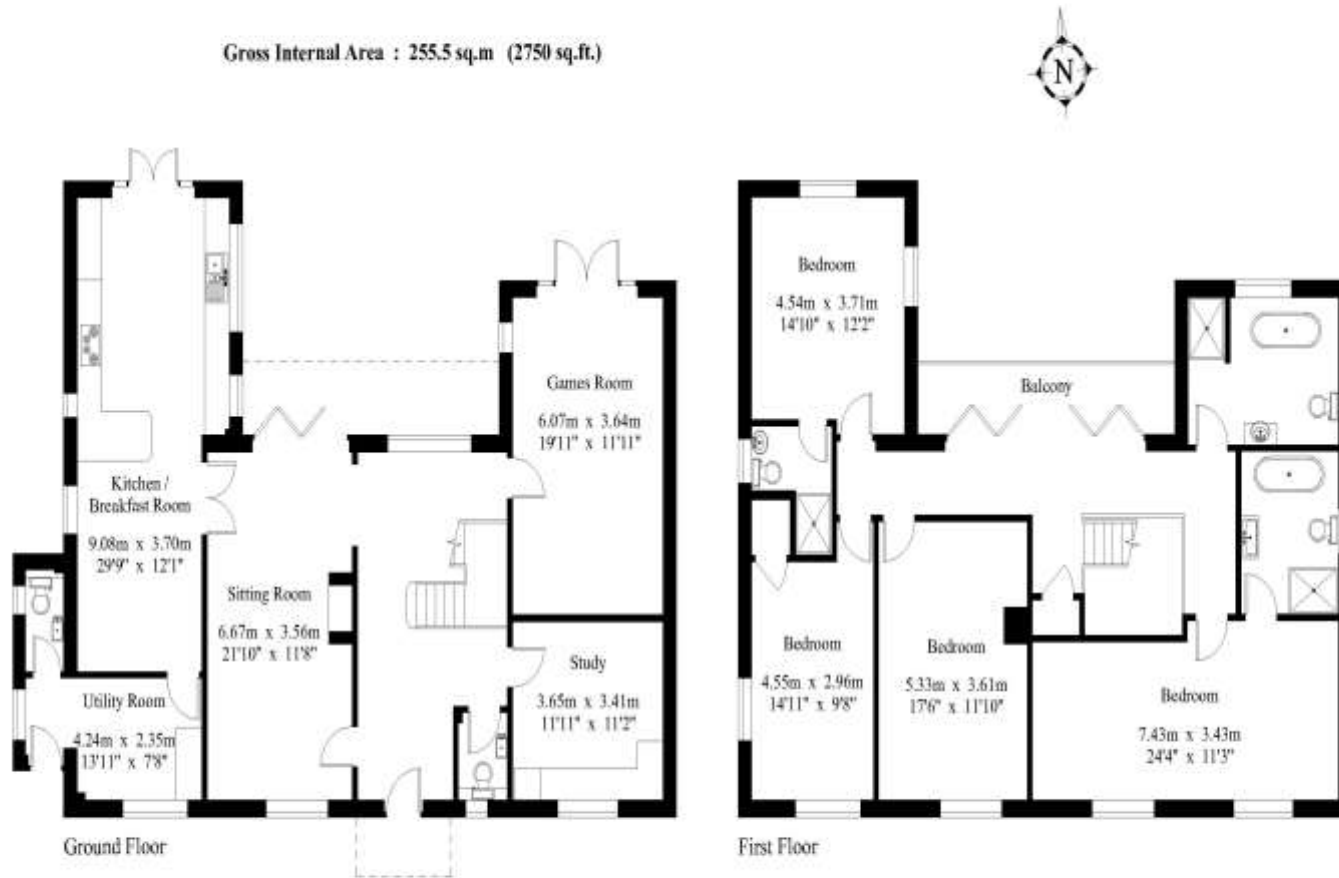 Gross Internal Area : 255.5 sq.m (2750 sq.ft.)
N
Kitchen /
Breakfast Room
9.08m x 3.70m
29'9" x 12'1"
Sitting Room
6.67m x 3.56m
21'10" x 11'8"
Utility Room
4.24m x 2.35m
13'11" x 7'8"
Games Room
6.07m x 3.64m
19'11" x 11'11"
Study
3.65m x 3.41m
11'11" x 11'2"
Ground Floor
Bedroom
4.54m x 3.71m
14'10" x 12'2"
Balcony
Bedroom
4.55m x 2.96m
14'11" x 9'8"
Bedroom
5.33m x 3.61m
17'6" x 11'10"
Bedroom
7.43m x 3.43m
24'4" x 11'3"
First Floor